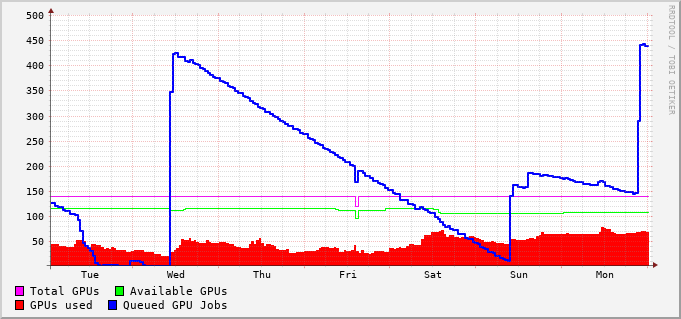 500
450
400
350
300
250
200
150
100
50
Tue Wed Thu Fri Sat Sun Mon
Total GPUs Available GPUs
GPUs used Queued GPU Jobs
RRDTOOL / TOBI OETIKER